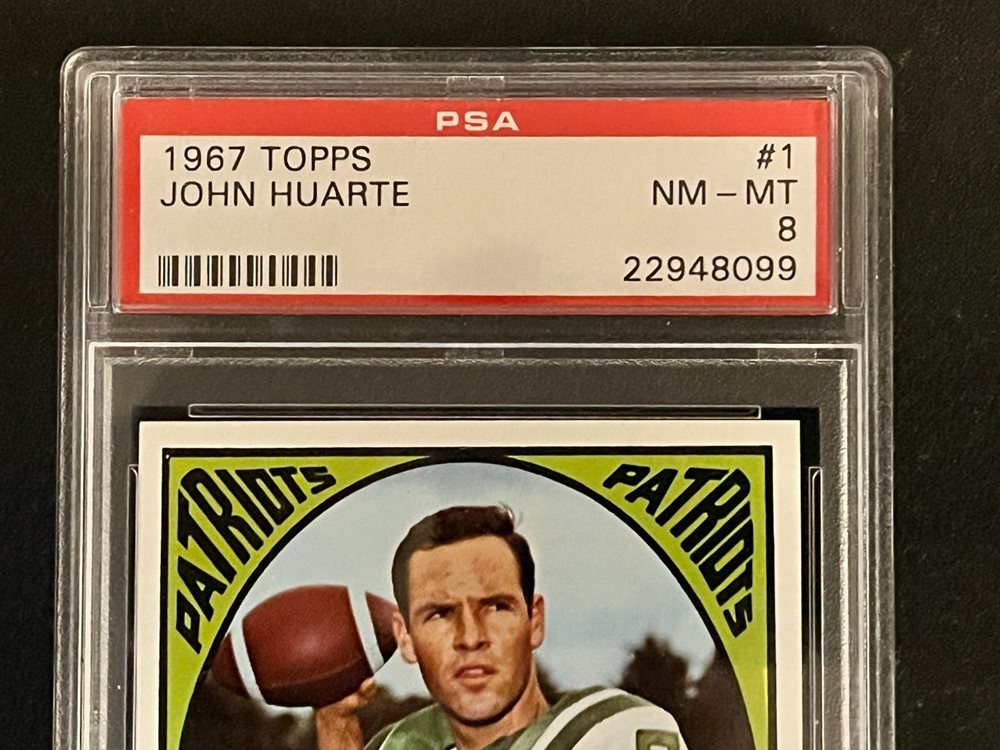 PSA
1967 TOPPS #1
JOHN HUARTE NM - MT
8
22948099
PATRIOTS PATRIOTS